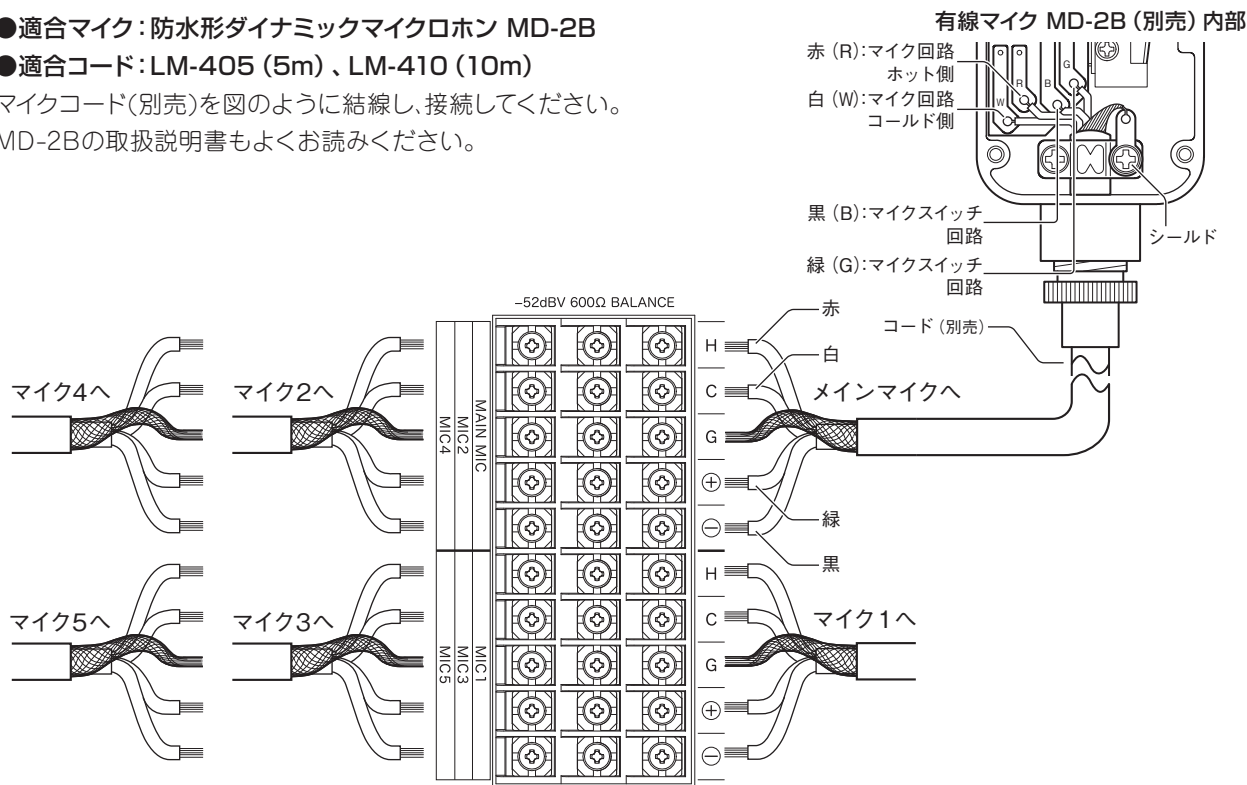 ●適合マイク：防水形ダイナミックマイクロホン MD-2B
●適合コード：LM-405（5m）、LM-410（10m）
マイクコード(別売)を図のように結線し、接続してください。
MD-2Bの取扱説明書もよくお読みください。
有線マイク MD-2B（別売）内部
赤（R）：マイク回路
ホット側
白（W）：マイク回路
コールド側
W
R
B
G
黒（B）：マイクスイッチ
回路
シールド
緑（G）：マイクスイッチ
回路
コード（別売）
−52dBV 600Ω BALANCE
マイク4へ
マイク2へ
MAIN MIC
MIC2
MIC4
H
C
G
⊕
⊖
赤
白
メインマイクへ
緑
黒
マイク5へ
マイク3へ
MIC1
MIC3
MIC5
H
C
G
⊕
⊖
マイク1へ